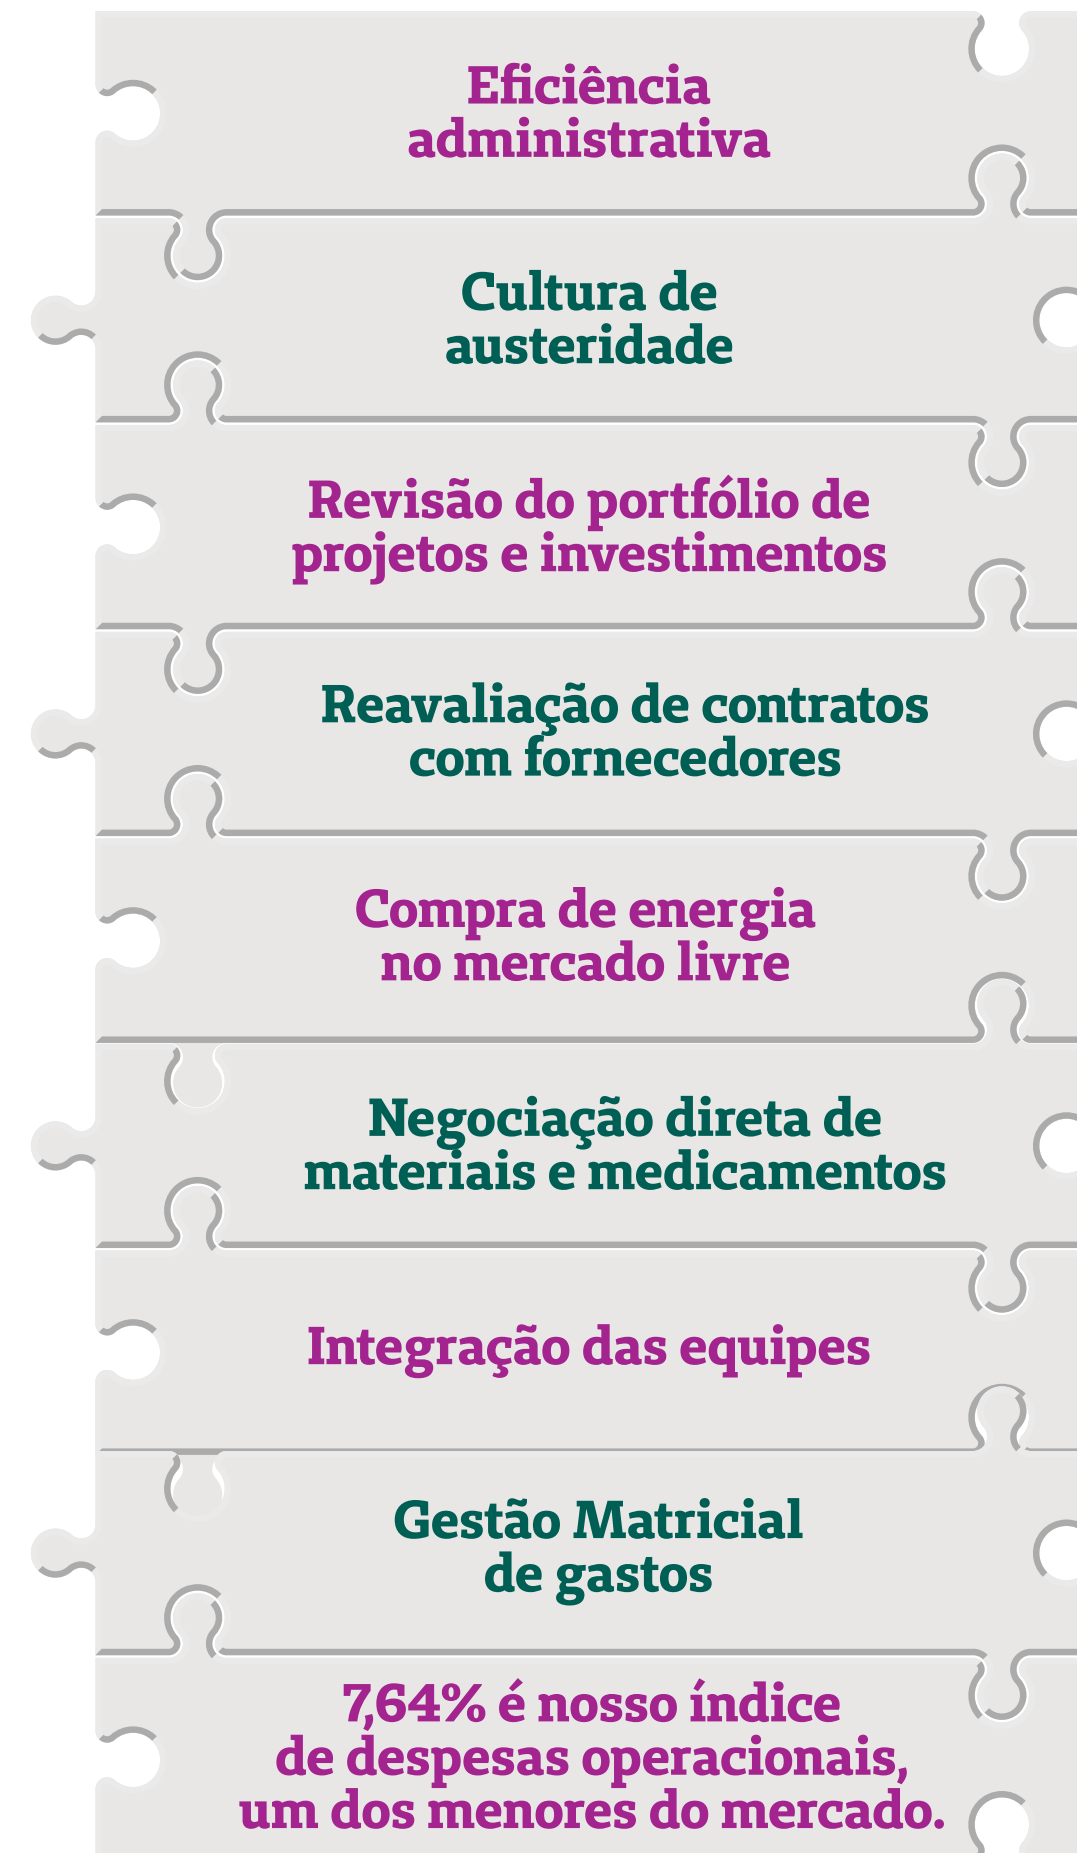 Eficiência
administrativa
Cultura de
austeridade
Revisão do portfólio de
projetos e investimentos
Reavaliação de contratos
com fornecedores
Compra de energia
no mercado livre
Negociação direta de
materiais e medicamentos
Integração das equipes
Gestão Matricial
de gastos
7,64% é nosso índice
de despesas operacionais,
um dos menores do mercado.